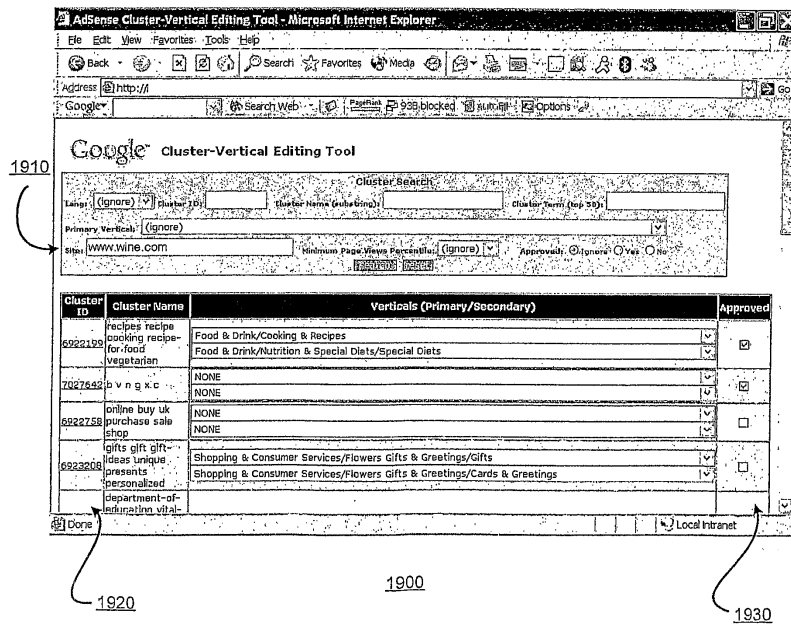 AdSense Cluster-Vertical Editing Tool - Microsoft Internet Explorer
File Edit View Favorites Tools Help
Back Search Favorites Media
Address http:// Go
Google Search Web PageRank 938 blocked AutoFill Options
Google Cluster-Vertical Editing Tool
1910
Cluster Search
Lang: (Ignore) Cluster ID: Cluster Name (substring): Cluster Term (top 50):
Primary Vertical: (Ignore)
Site: www.wine.com Minimum Page Views Percentile: (Ignore) Approved: Ignore Yes No
Cluster ID Cluster Name Verticals (Primary/Secondary) Approved
6922199 recipes recipe cooking recipe-for-food vegetarian Food & Drink/Cooking & Recipes
Food & Drink/Nutrition & Special Diets/Special Diets
7027642 b v n g x c NONE
NONE
6922758 online buy uk purchase sale shop NONE
NONE
6923208 gifts gift gift-ideas unique presents personalized Shopping & Consumer Services/Flowers Gifts & Greetings/Gifts
Shopping & Consumer Services/Flowers Gifts & Greetings/Cards & Greetings
department-of-education vital-
Done Local intranet
1900
1920
1930